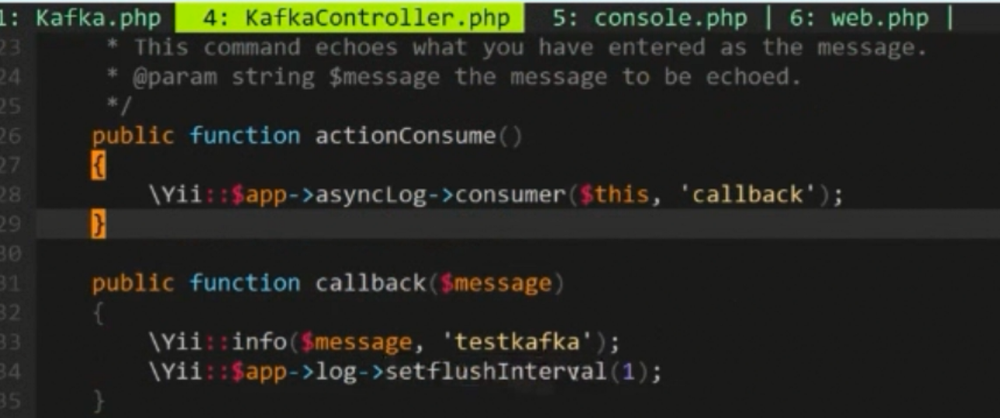 1: Kafka.php 4: KafkaController.php 5: console.php | 6: web.php |
23 * This command echoes what you have entered as the message.
24 * @param string $message the message to be echoed.
25 */
26 public function actionConsume()
27 {
28 \Yii::$app->asyncLog->consumer($this, 'callback');
29 }
30
31 public function callback($message)
32 {
33 \Yii::info($message, 'testkafka');
34 \Yii::$app->log->setflushInterval(1);
35 }